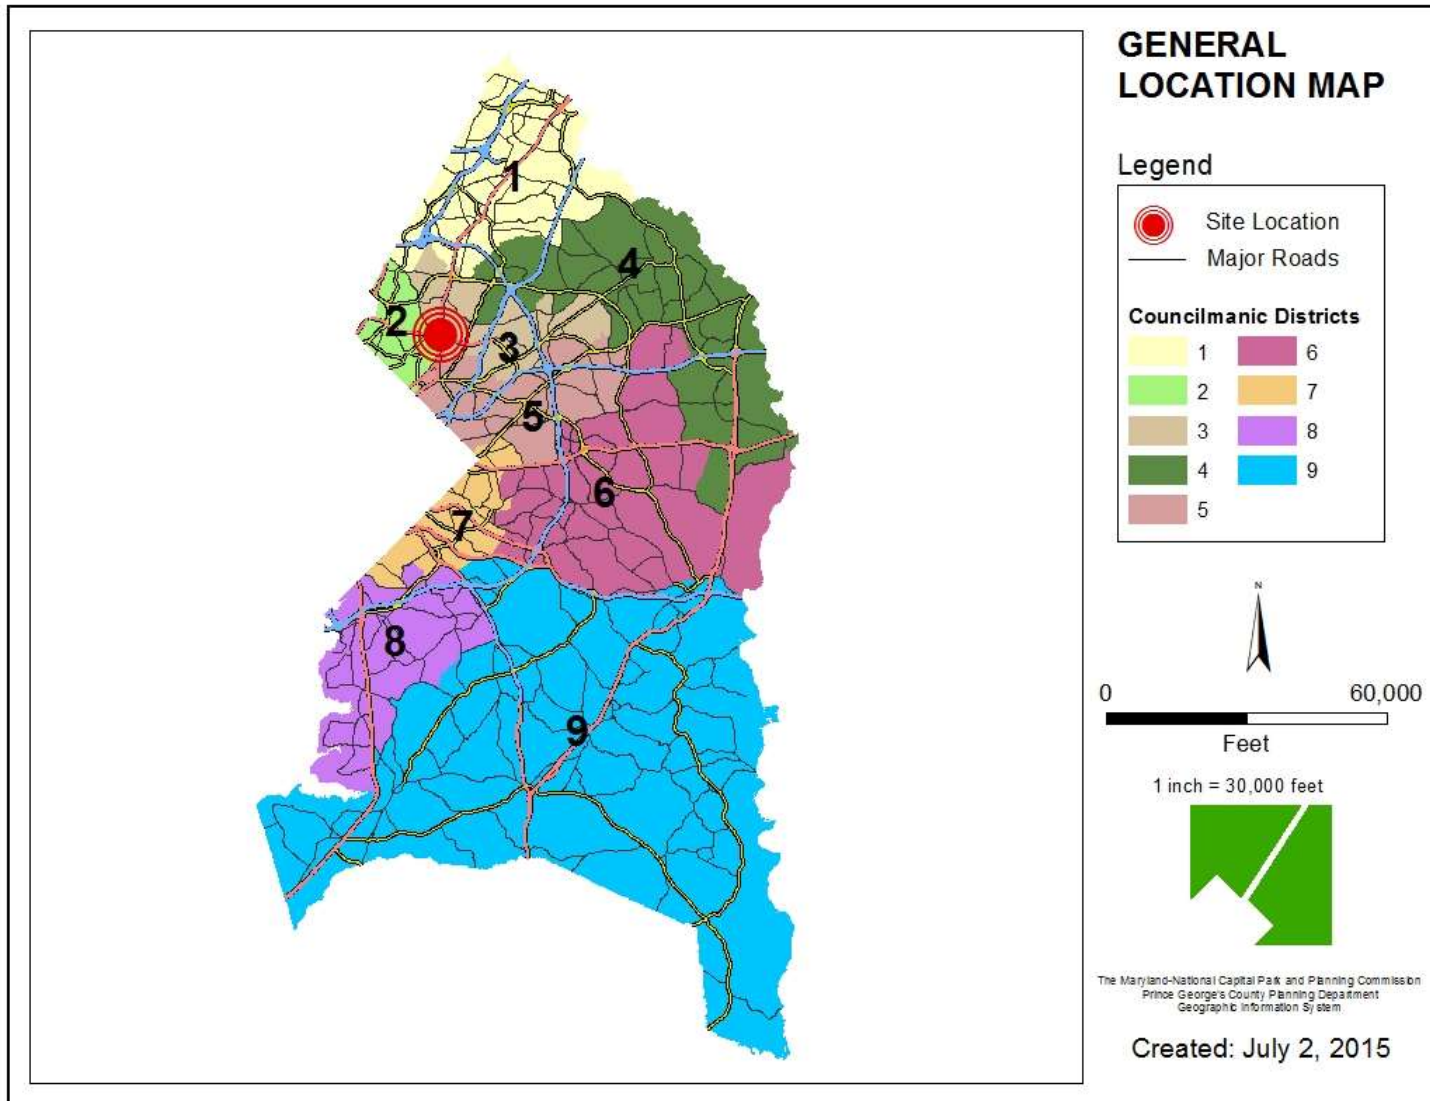 GENERAL
LOCATION MAP
Legend
Site Location
Major Roads
Councilmanic Districts
1 6
2 7
3 8
4 9
5
1
4
2
3
5
6
7
8
9
N
0 60,000
Feet
1 inch = 30,000 feet
The Maryland-National Capital Park and Planning Commission
Prince George's County Planning Department
Geographic Information System
Created: July 2, 2015